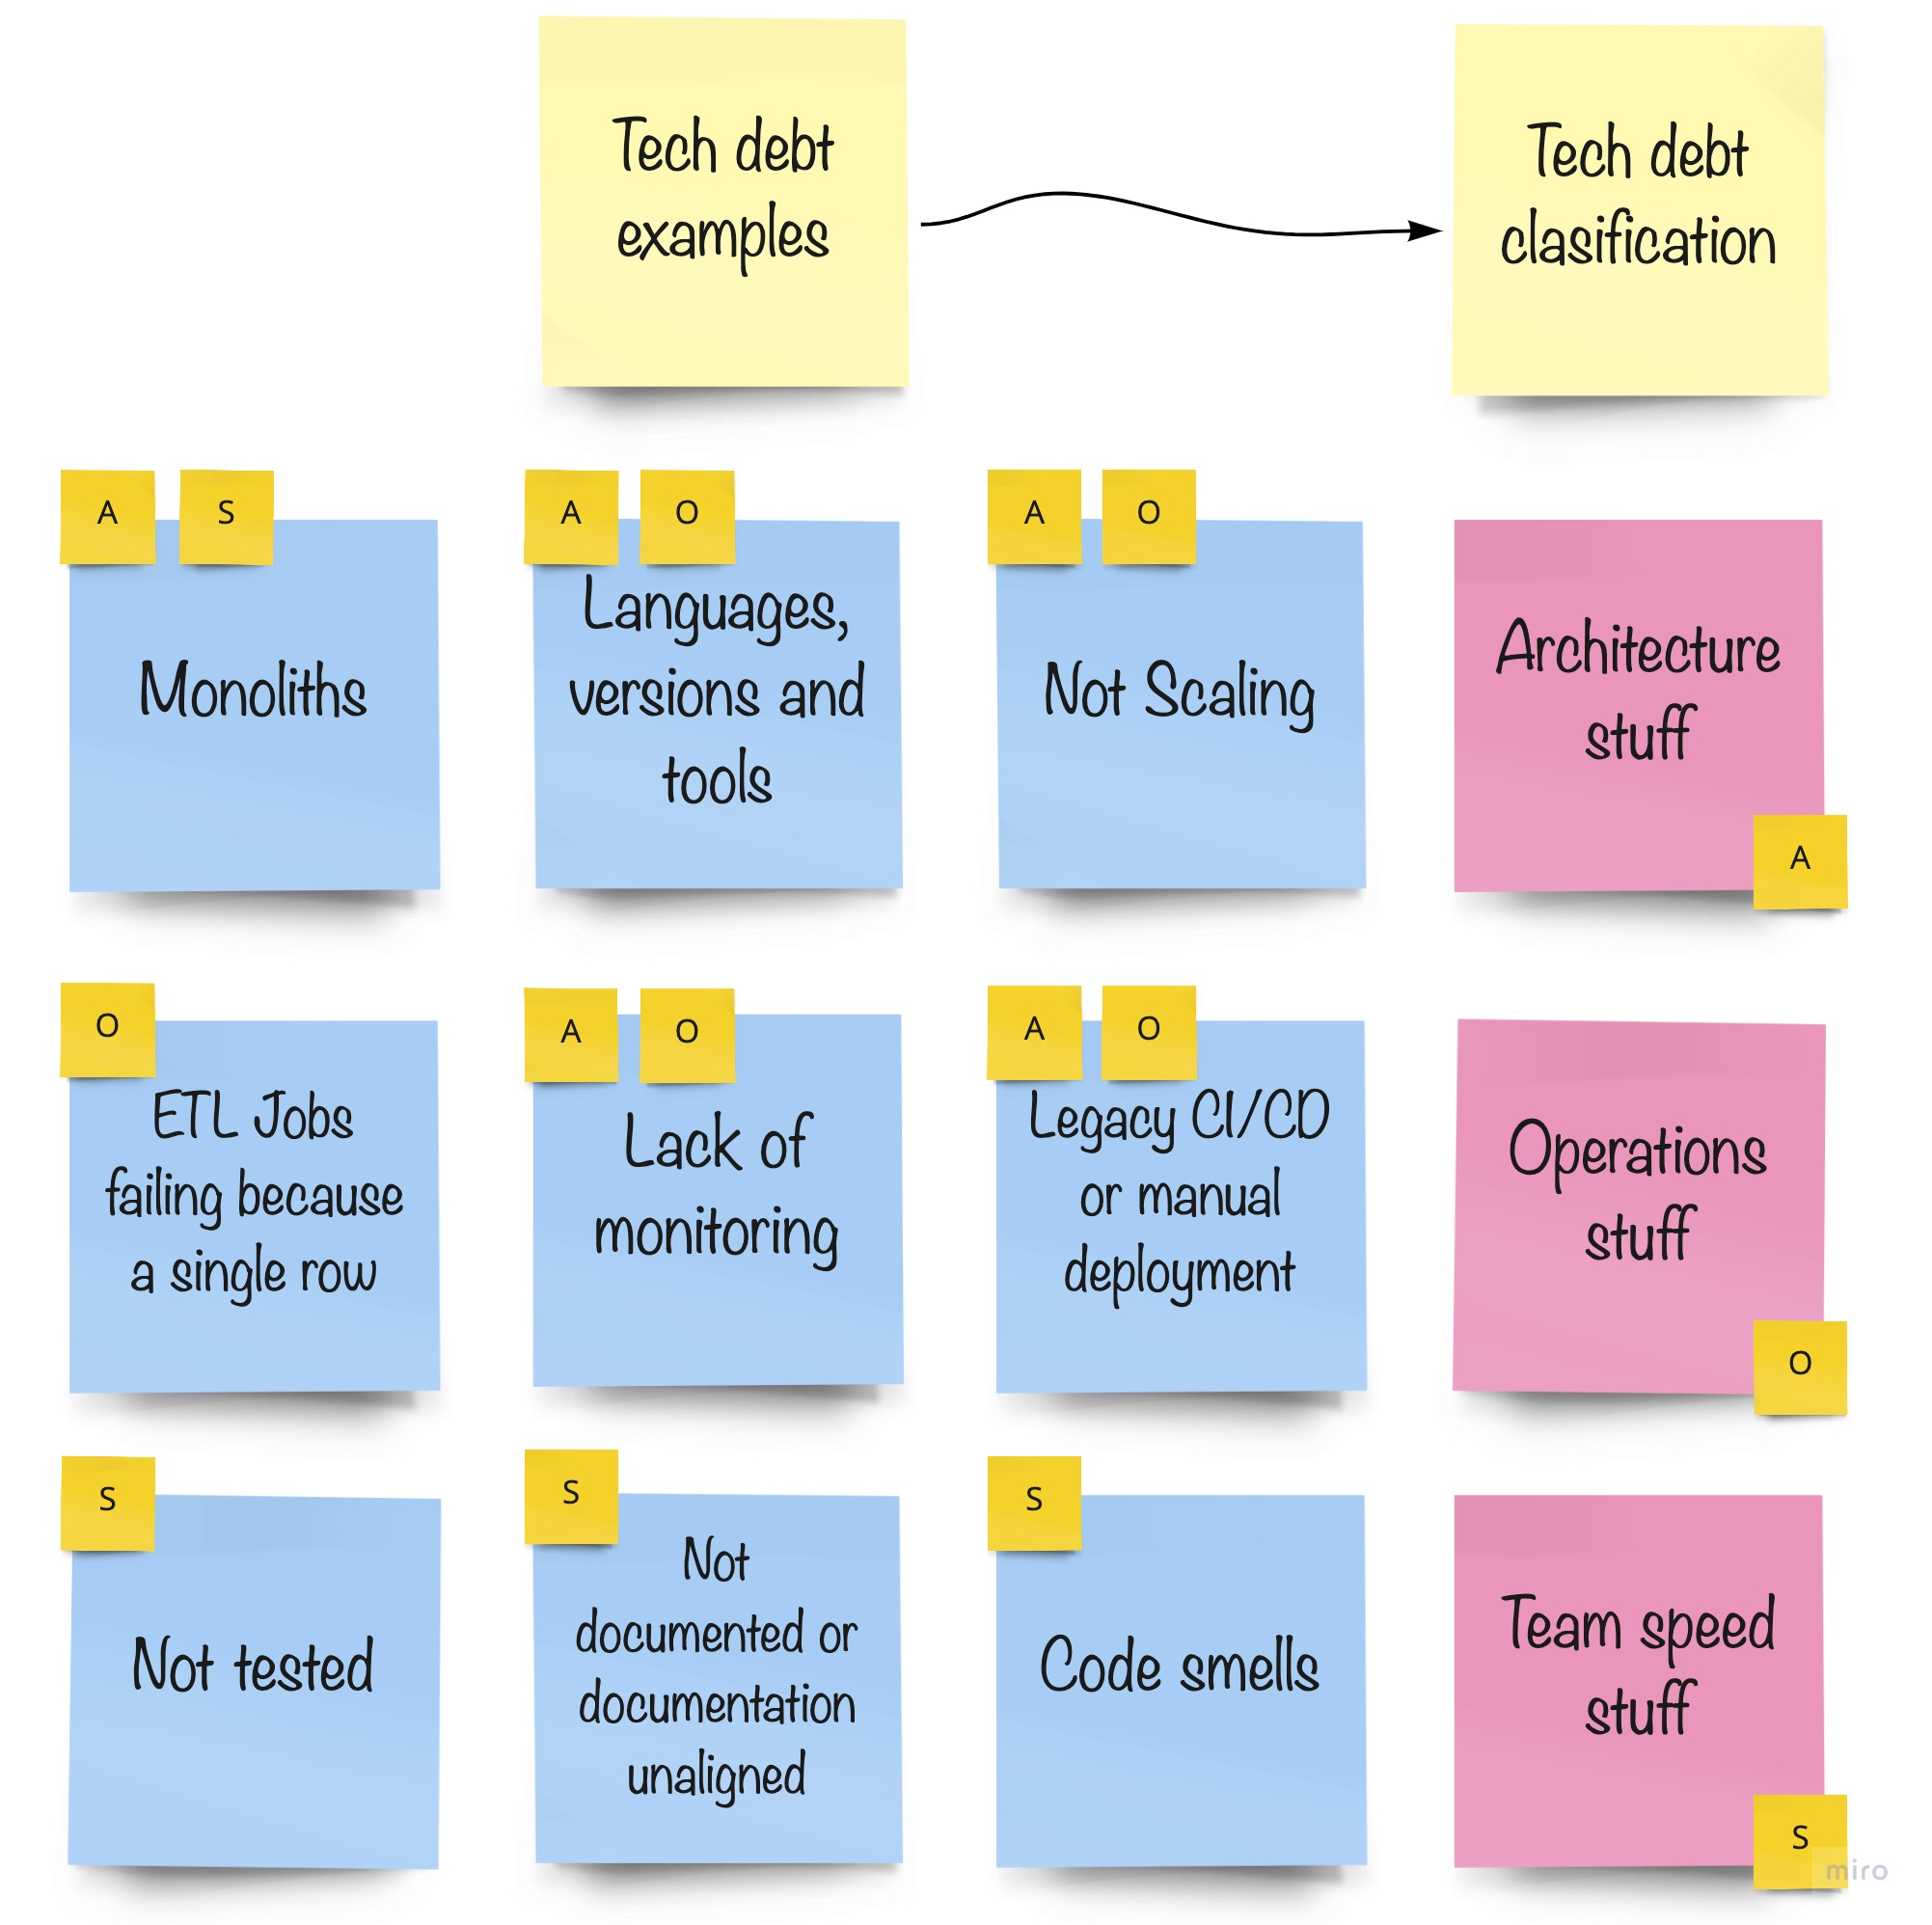 Tech debt
examples
Tech debt
clasification
A
S
Monoliths
A
O
Languages,
versions and
tools
A
O
Not Scaling
Architecture
stuff
A
O
ETL Jobs
failing because
a single row
A
O
Lack of
monitoring
A
O
Legacy CI/CD
or manual
deployment
Operations
stuff
O
S
Not tested
S
Not
documented or
documentation
unaligned
S
Code smells
Team speed
stuff
S
miro